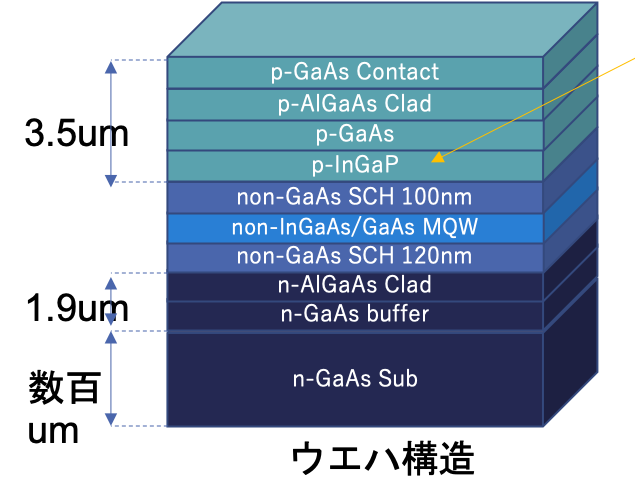 p-GaAs Contact
p-AlGaAs Clad
p-GaAs
p-InGaP
3.5um
non-GaAs SCH 100nm
non-InGaAs/GaAs MQW
non-GaAs SCH 120nm
n-AlGaAs Clad
n-GaAs buffer
1.9um
n-GaAs Sub
数百
um
ウエハ構造